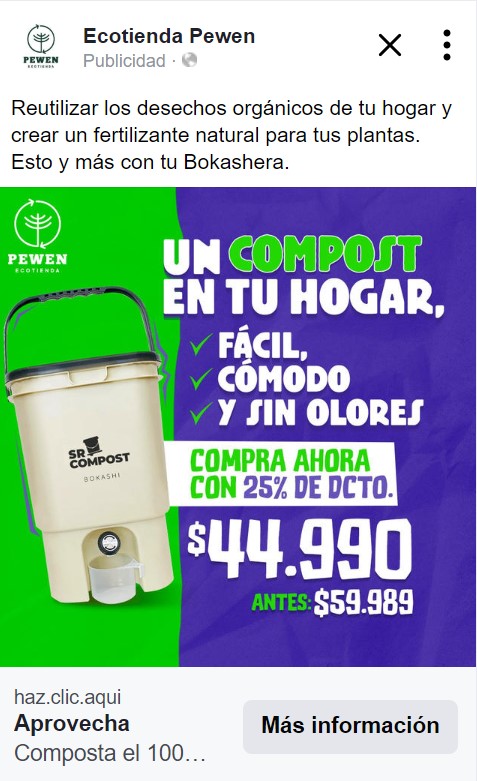 Ecotienda Pewen
PEWEN
ECOTIENDA
Publicidad ·
Reutilizar los desechos orgánicos de tu hogar y
crear un fertilizante natural para tus plantas.
Esto y más con tu Bokashera.
PEWEN
ECOTIENDA
UN COMPOST
EN TU HOGAR,
FÁCIL,
CÓMODO
Y SIN OLORES
SR
COMPOST
BOKASHI
COMPRA AHORA
CON 25% DE DCTO.
$44.990
ANTES: $59.989
haz.clic.aqui
Aprovecha
Composta el 100…
Más información